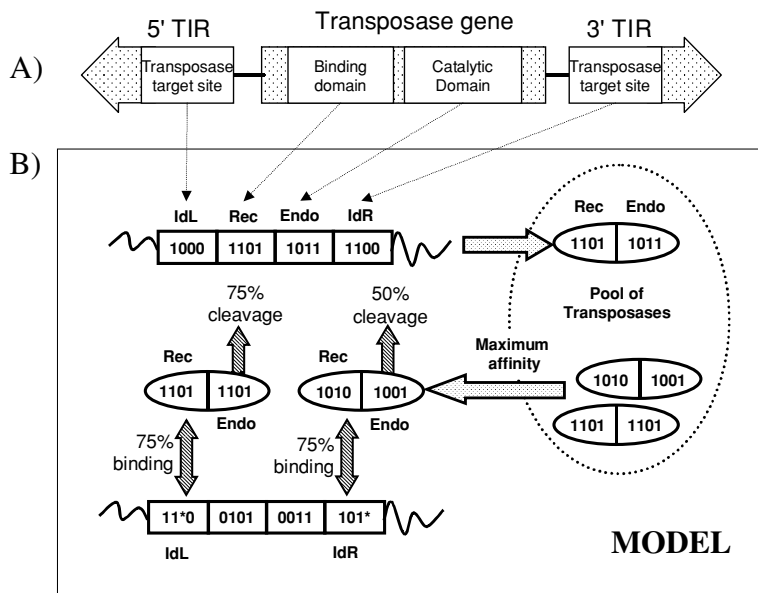 A)
5' TIR
Transposase gene
3' TIR
Transposase
target site
Binding
domain
Catalytic
Domain
Transposase
target site
B)
IdL Rec Endo IdR
1000 1101 1011 1100
Rec Endo
1101 1011
Pool of
Transposases
75%
cleavage
50%
cleavage
Maximum
affinity
Rec
1101 1101
Endo
Rec
1010 1001
Endo
1010 1001
1101 1101
75%
binding
75%
binding
11*0 0101 0011 101*
IdL IdR
MODEL